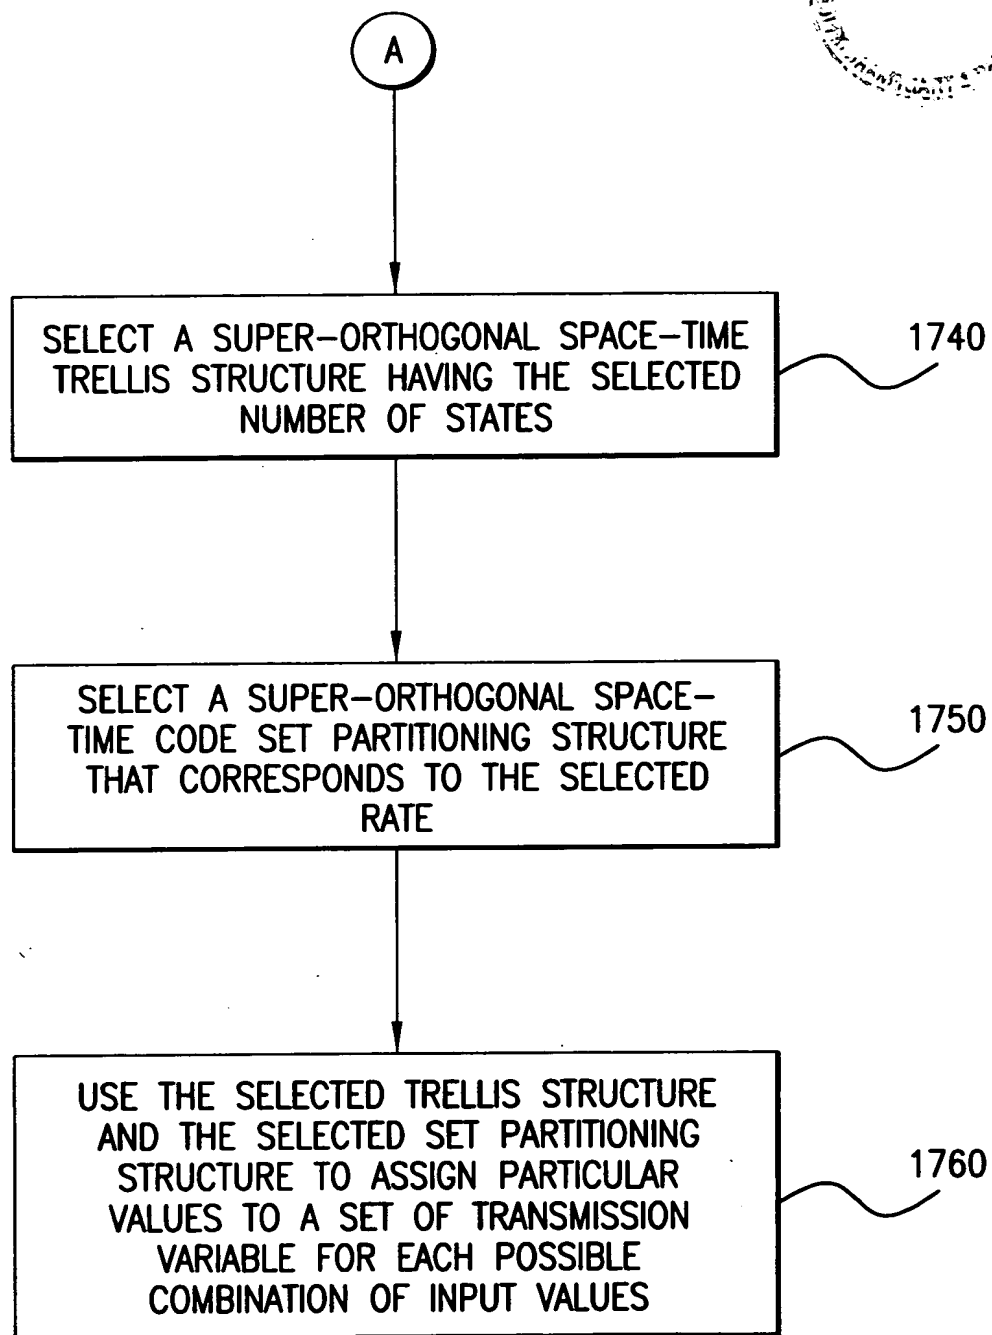 A
SELECT A SUPER-ORTHOGONAL SPACE-TIME
TRELLIS STRUCTURE HAVING THE SELECTED
NUMBER OF STATES
1740
SELECT A SUPER-ORTHOGONAL SPACE-
TIME CODE SET PARTITIONING STRUCTURE
THAT CORRESPONDS TO THE SELECTED
RATE
1750
USE THE SELECTED TRELLIS STRUCTURE
AND THE SELECTED SET PARTITIONING
STRUCTURE TO ASSIGN PARTICULAR
VALUES TO A SET OF TRANSMISSION
VARIABLE FOR EACH POSSIBLE
COMBINATION OF INPUT VALUES
1760